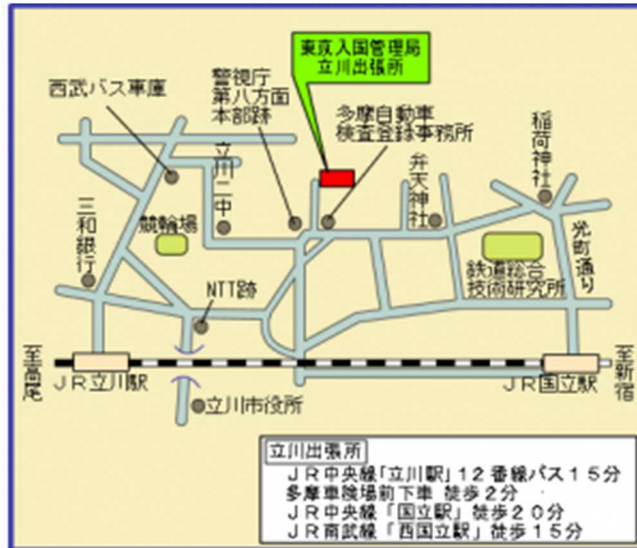 東京入国管理局
立川出張所
西武バス車庫
警視庁
第八方面
本部跡
多摩自動車
検査登録事務所
稲荷神社
立川二中
弁天神社
三和銀行
競輪場
光町通り
鉄道総合
技術研究所
NTT跡
至高尾
JR立川駅
JR国立駅
至新宿
立川市役所
立川出張所
JR中央線「立川駅」12番線バス15分
多摩車検場前下車 徒歩2分
JR中央線「国立駅」徒歩20分
JR南武線「西国立駅」徒歩15分